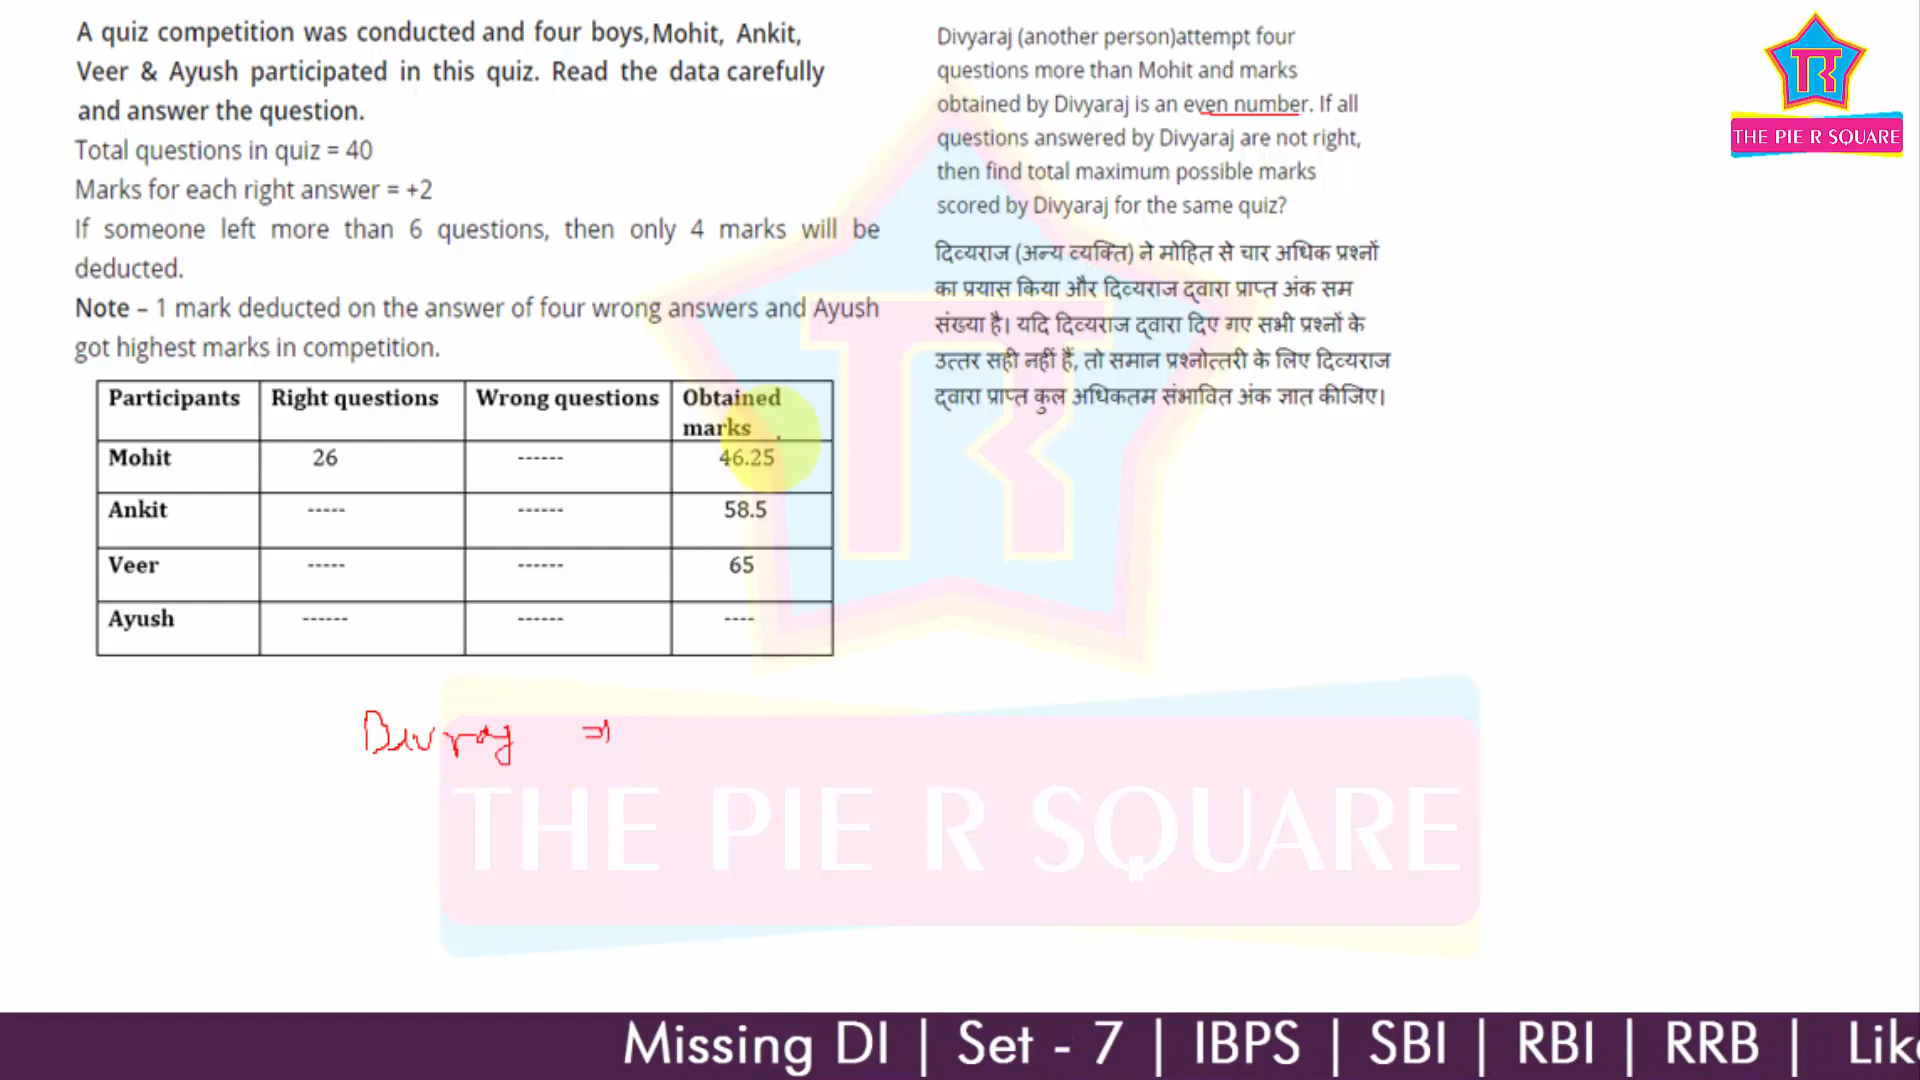 A quiz competition was conducted and four boys, Mohit, Ankit,
Veer & Ayush participated in this quiz. Read the data carefully
and answer the question.
Total questions in quiz = 40
Marks for each right answer = +2
If someone left more than 6 questions, then only 4 marks will be
deducted.
Note – 1 mark deducted on the answer of four wrong answers and Ayush
got highest marks in competition.
Participants Right questions Wrong questions Obtained
marks
Mohit 26 ------ 46.25
Ankit ----- ------ 58.5
Veer ----- ------ 65
Ayush ------ ------ ----
Divyaraj (another person)attempt four
questions more than Mohit and marks
obtained by Divyaraj is an even number. If all
questions answered by Divyaraj are not right,
then find total maximum possible marks
scored by Divyaraj for the same quiz?
दिव्यराज (अन्य व्यक्ति) ने मोहित से चार अधिक प्रश्नों
का प्रयास किया और दिव्यराज द्वारा प्राप्त अंक सम
संख्या है। यदि दिव्यराज द्वारा दिए गए सभी प्रश्नों के
उत्तर सही नहीं हैं, तो समान प्रश्नोत्तरी के लिए दिव्यराज
द्वारा प्राप्त कुल अधिकतम संभावित अंक ज्ञात कीजिए।
THE PIE R SQUARE
Divraj ⇒
THE PIE R SQUARE
Missing DI | Set - 7 | IBPS | SBI | RBI | RRB | Lik